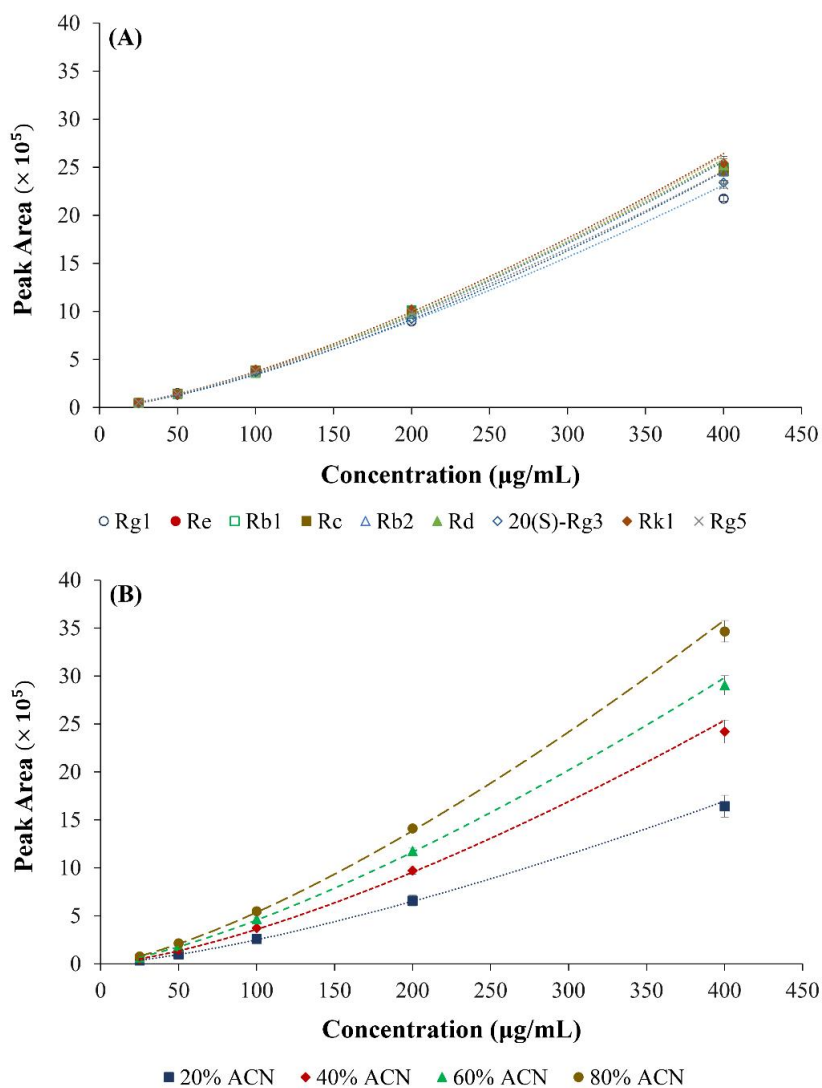 (A)
40
35
30
25
20
15
10
5
0
Peak Area (× 10⁵)
0 50 100 150 200 250 300 350 400 450
Concentration (μg/mL)
Rg1 Re Rb1 Rc Rb2 Rd 20(S)-Rg3 Rk1 Rg5
(B)
40
35
30
25
20
15
10
5
0
Peak Area (× 10⁵)
0 50 100 150 200 250 300 350 400 450
Concentration (μg/mL)
20% ACN 40% ACN 60% ACN 80% ACN